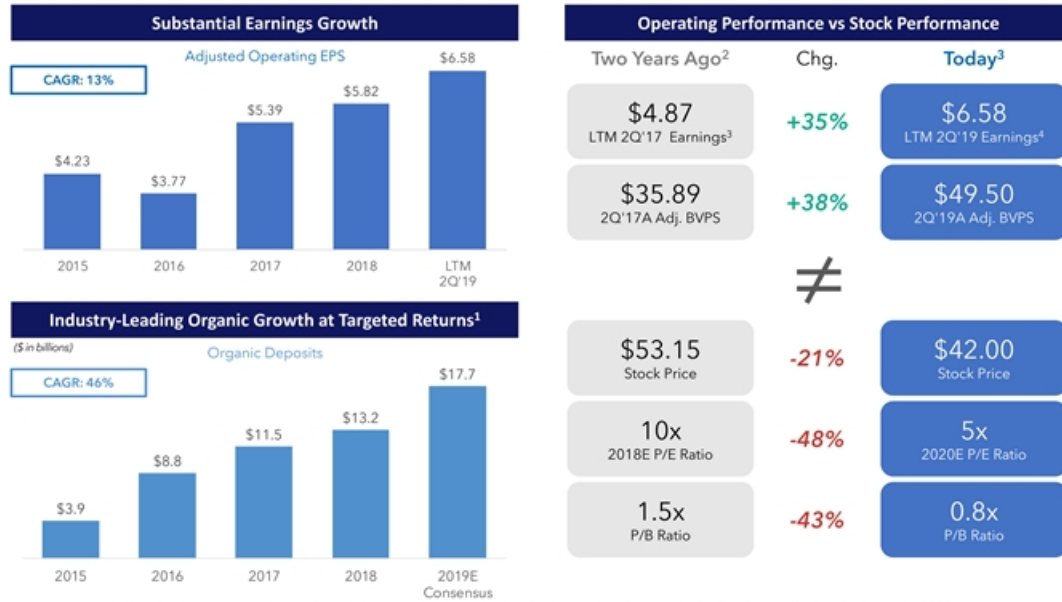 Substantial Earnings Growth
Adjusted Operating EPS
CAGR: 13%
$4.23
$3.77
$5.39
$5.82
$6.58
2015
2016
2017
2018
LTM
2Q'19
Industry-Leading Organic Growth at Targeted Returns¹
($ in billions)
Organic Deposits
CAGR: 46%
$3.9
$8.8
$11.5
$13.2
$17.7
2015
2016
2017
2018
2019E
Consensus
Operating Performance vs Stock Performance
Two Years Ago²
Chg.
Today³
$4.87
LTM 2Q'17 Earnings³
+35%
$6.58
LTM 2Q'19 Earnings⁴
$35.89
2Q'17A Adj. BVPS
+38%
$49.50
2Q'19A Adj. BVPS
≠
$53.15
Stock Price
-21%
$42.00
Stock Price
10x
2018E P/E Ratio
-48%
5x
2020E P/E Ratio
1.5x
P/B Ratio
-43%
0.8x
P/B Ratio